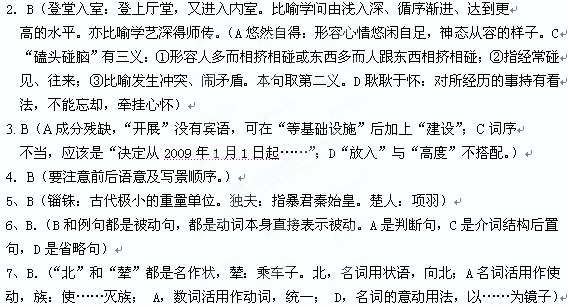 2. B（登堂入室：登上厅堂，又进入内室。比喻学问由浅入深、循序渐进、达到更
高的水平。亦比喻学艺深得师传。（A 悠然自得：形容心情悠闲自足，神态从容的样子。C
“磕头碰脑”有三义：①形容人多而相挤相碰或东西多而人跟东西相挤相碰；②指经常碰
见、往来；③比喻发生冲突、闹矛盾。本句取第二义。D 耿耿于怀：对所经历的事持有看
法，不能忘却，牵挂心怀）
3. B（A 成分残缺，“开展”没有宾语，可在“等基础设施”后加上“建设”；C 词序
不当，应该是“决定从 2009 年 1 月 1 日起……”；D“放入”与“高度”不搭配。）
4. B（要注意前后语意及写景顺序。）
5、B（锱铢：古代极小的重量单位。独夫：指暴君秦始皇。楚人：项羽）
6、B.（B 和例句都是被动句，都是动词本身直接表示被动。A 是判断句，C 是介词结构后置
句，D 是省略句）
7、B.（“北”和“辇”都是名作状，辇：乘车子。北，名词用状语，向北；A 名词活用作使
动，族：使……灭族； A，数词活用作动词，统一； D，名词的意动用法，以……为镜子）